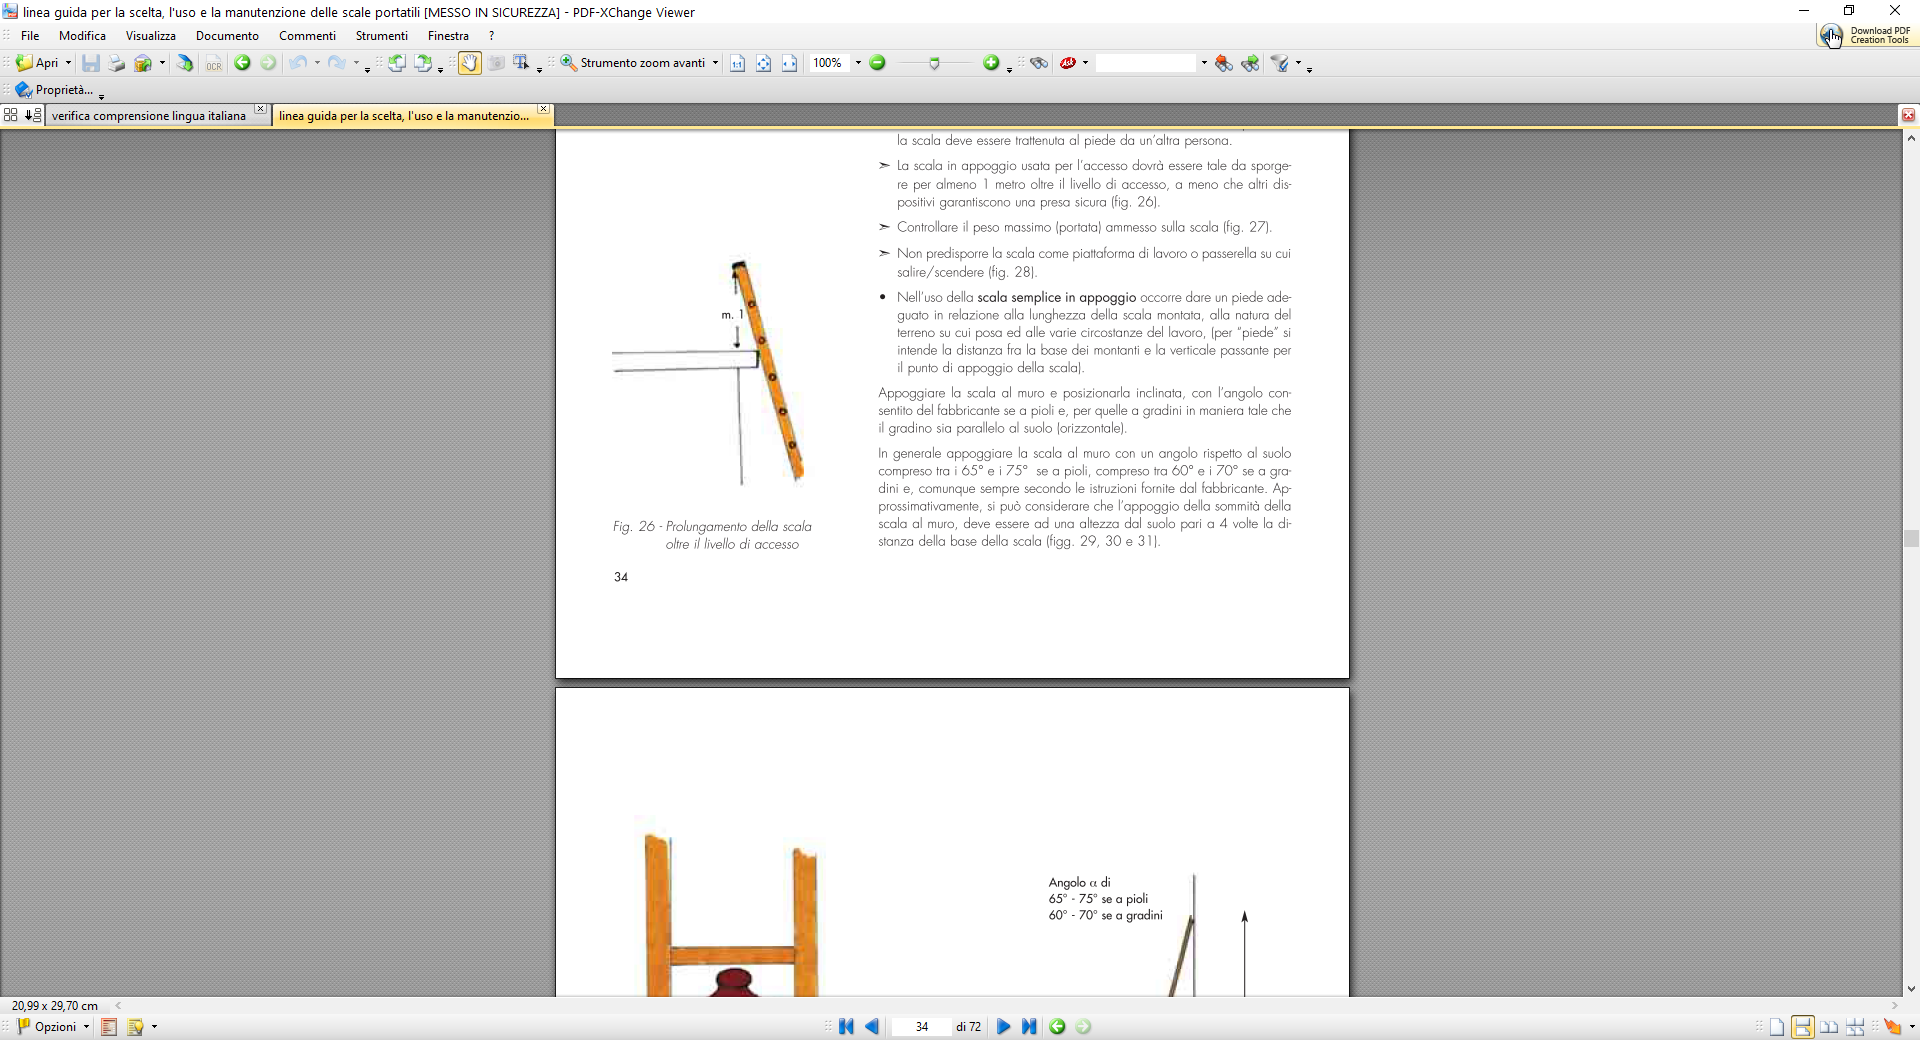 linea guida per la scelta, l'uso e la manutenzione delle scale portatili [MESSO IN SICUREZZA] - PDF-XChange Viewer
File Modifica Visualizza Documento Commenti Strumenti Finestra ?
Download PDF
Creation Tools
Apri OCR Strumento zoom avanti 1:1 100% Ask
Proprietà...
verifica comprensione lingua italiana
linea guida per la scelta, l'uso e la manutenzio...
la scala deve essere trattenuta al piede da un'altra persona.
➣ La scala in appoggio usata per l'accesso dovrà essere tale da sporge-
re per almeno 1 metro oltre il livello di accesso, a meno che altri dis-
positivi garantiscono una presa sicura (fig. 26).
➣ Controllare il peso massimo (portata) ammesso sulla scala (fig. 27).
➣ Non predisporre la scala come piattaforma di lavoro o passerella su cui
salire/scendere (fig. 28).
• Nell'uso della scala semplice in appoggio occorre dare un piede ade-
guato in relazione alla lunghezza della scala montata, alla natura del
terreno su cui posa ed alle varie circostanze del lavoro, (per "piede" si
intende la distanza fra la base dei montanti e la verticale passante per
il punto di appoggio della scala).
Appoggiare la scala al muro e posizionarla inclinata, con l'angolo con-
sentito del fabbricante se a pioli e, per quelle a gradini in maniera tale che
il gradino sia parallelo al suolo (orizzontale).
In generale appoggiare la scala al muro con un angolo rispetto al suolo
compreso tra i 65° e i 75° se a pioli, compreso tra 60° e i 70° se a gra-
dini e, comunque sempre secondo le istruzioni fornite dal fabbricante. Ap-
prossimativamente, si può considerare che l'appoggio della sommità della
scala al muro, deve essere ad una altezza dal suolo pari a 4 volte la di-
stanza della base della scala (figg. 29, 30 e 31).
m. 1
Fig. 26 - Prolungamento della scala
oltre il livello di accesso
34
Angolo α di
65° - 75° se a pioli
60° - 70° se a gradini
20,99 x 29,70 cm
Opzioni 34 di 72